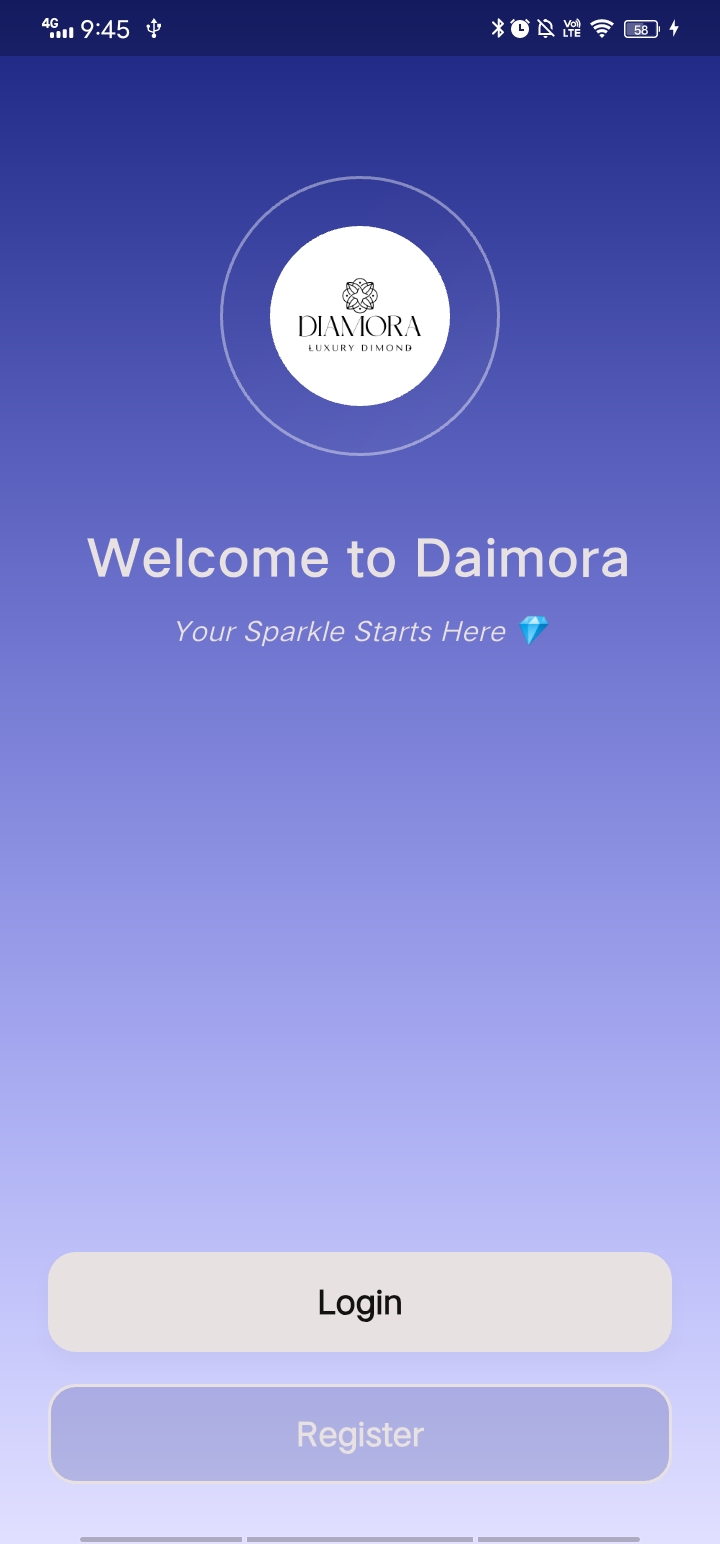 4G 9:45 Vo)) LTE 58
DIAMORA
LUXURY DIMOND
Welcome to Daimora
Your Sparkle Starts Here 💎
Login
Register